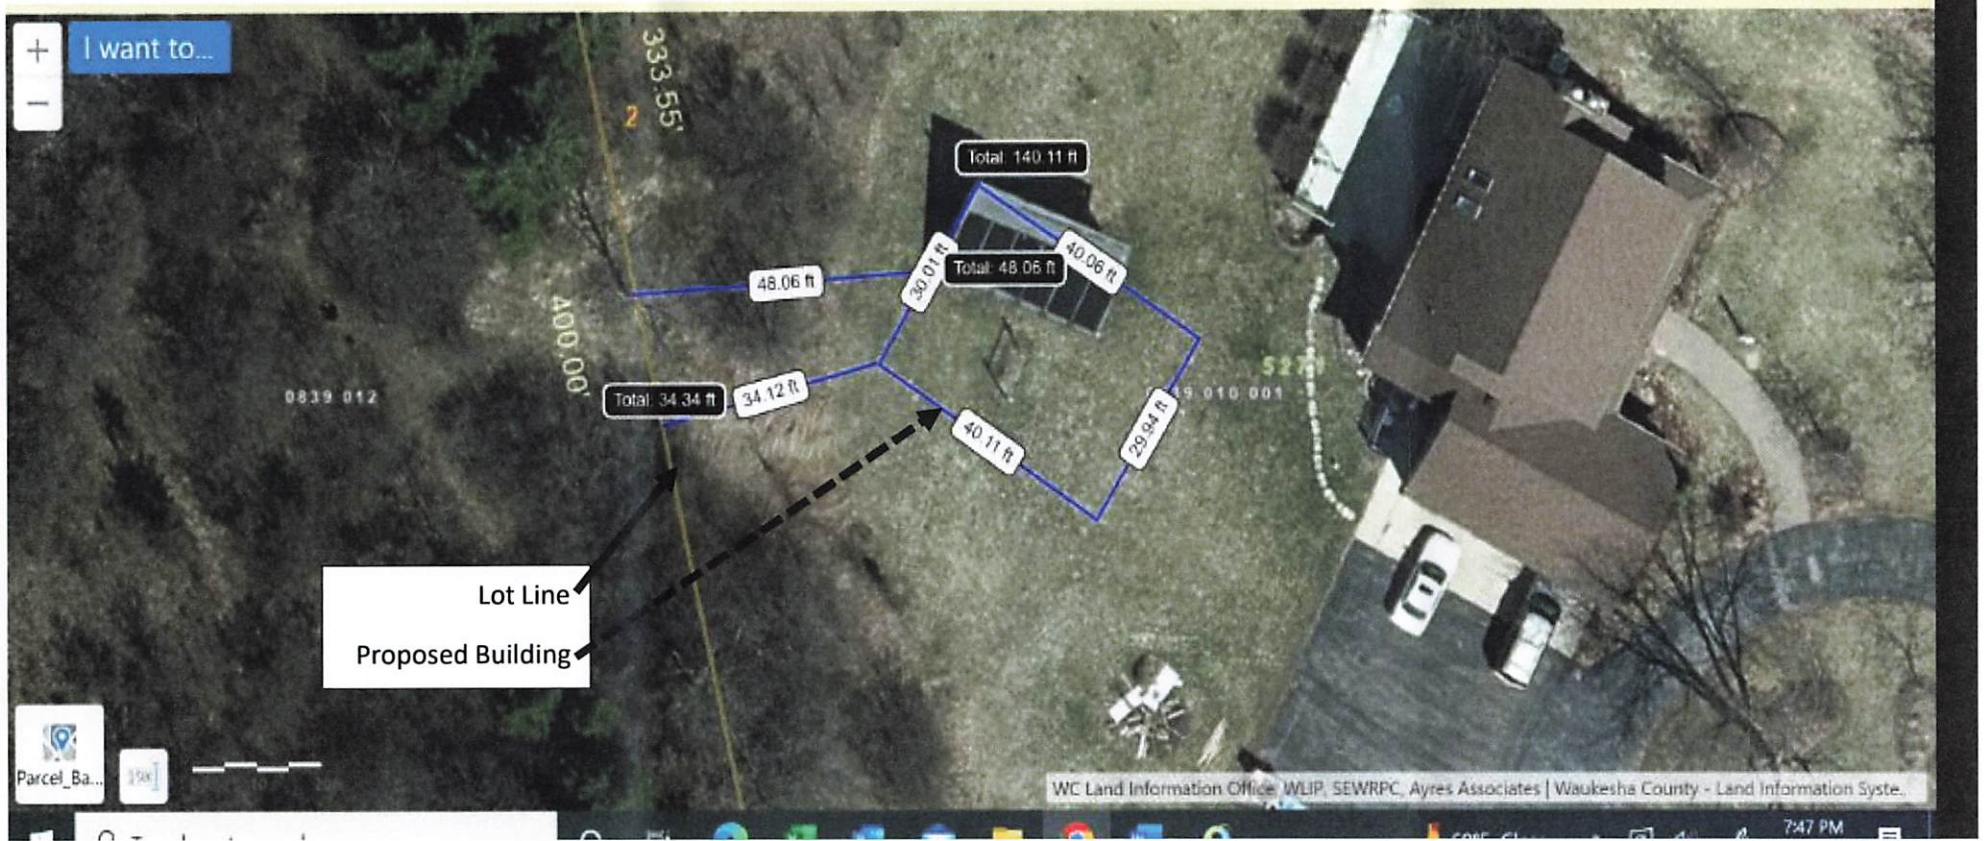 +
I want to...
−
333.55'
2
Total: 140.11 ft
30.01 ft
40.06 ft
Total: 48.06 ft
48.06 ft
400.00'
0839 012
Total: 34.34 ft
34.12 ft
40.11 ft
29.94 ft
010 001
Lot Line
Proposed Building
Parcel_Ba...
WC Land Information Office, WLIP, SEWRPC, Ayres Associates | Waukesha County - Land Information Syste..
7:47 PM